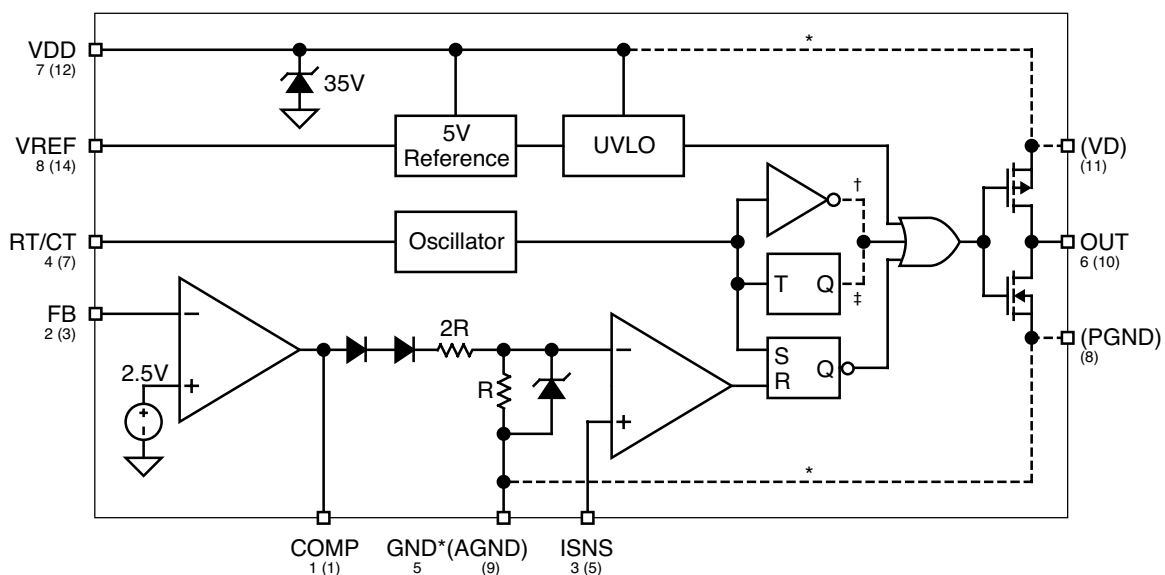 VDD
7 (12)
*
35V
VREF
8 (14)
5V
Reference
UVLO
(VD)
(11)
†
RT/CT
4 (7)
Oscillator
OUT
6 (10)
T Q
‡
FB
2 (3)
−
2.5V
+
+
-
2R
R
−
+
S
R
Q
(PGND)
(8)
*
COMP
1 (1)
GND*(AGND)
5 (9)
ISNS
3 (5)